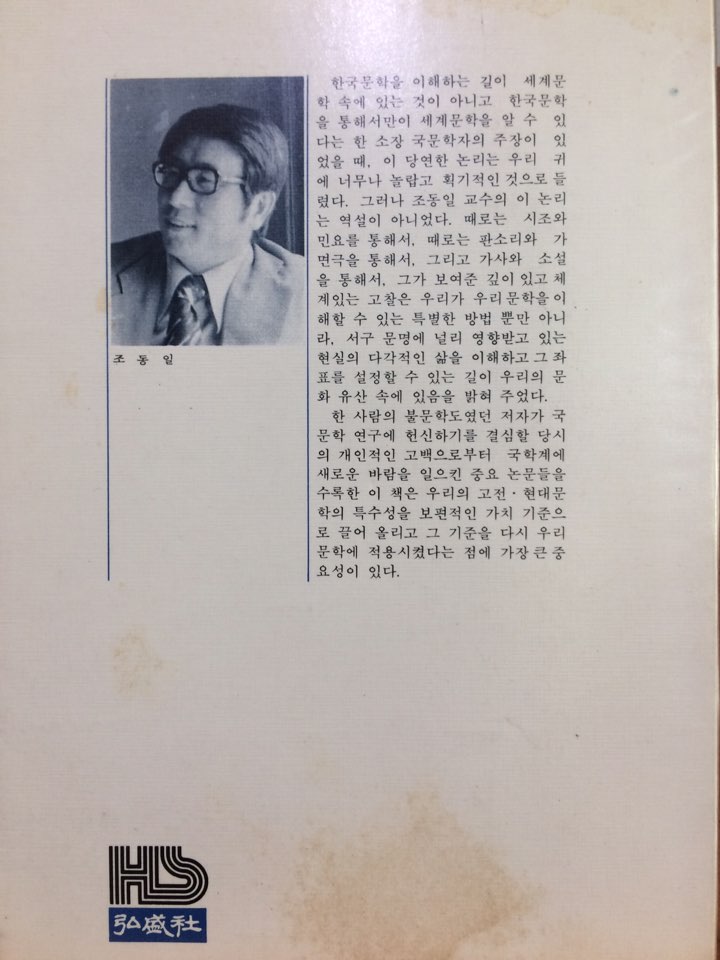 한국문학을 이해하는 길이 세계문
학 속에 있는 것이 아니고 한국문학
을 통해서만이 세계문학을 알 수 있
다는 한 소장 국문학자의 주장이 있
었을 때, 이 당연한 논리는 우리 귀
에 너무나 놀랍고 획기적인 것으로 들
렸다. 그러나 조동일 교수의 이 논리
는 역설이 아니었다. 때로는 시조와
민요를 통해서, 때로는 판소리와 가
면극을 통해서, 그리고 가사와 소설
을 통해서, 그가 보여준 깊이 있고 체
계있는 고찰은 우리가 우리 문학을 이
해할 수 있는 특별한 방법 뿐만 아니
라, 서구 문명에 널리 영향받고 있는
현실의 다각적인 삶을 이해하고 그 좌
표를 설정할 수 있는 길이 우리의 문
화 유산 속에 있음을 밝혀 주었다.
한 사람의 불문학도였던 저자가 국
문학 연구에 헌신하기를 결심할 당시
의 개인적인 고백으로부터 국학계에
새로운 바람을 일으킨 중요 논문들을
수록한 이 책은 우리의 고전·현대문
학의 특수성을 보편적인 가치 기준으
로 끌어 올리고 그 기준을 다시 우리
문학에 적용시켰다는 점에 가장 큰 중
요성이 있다.
조 동 일
HS
弘盛社